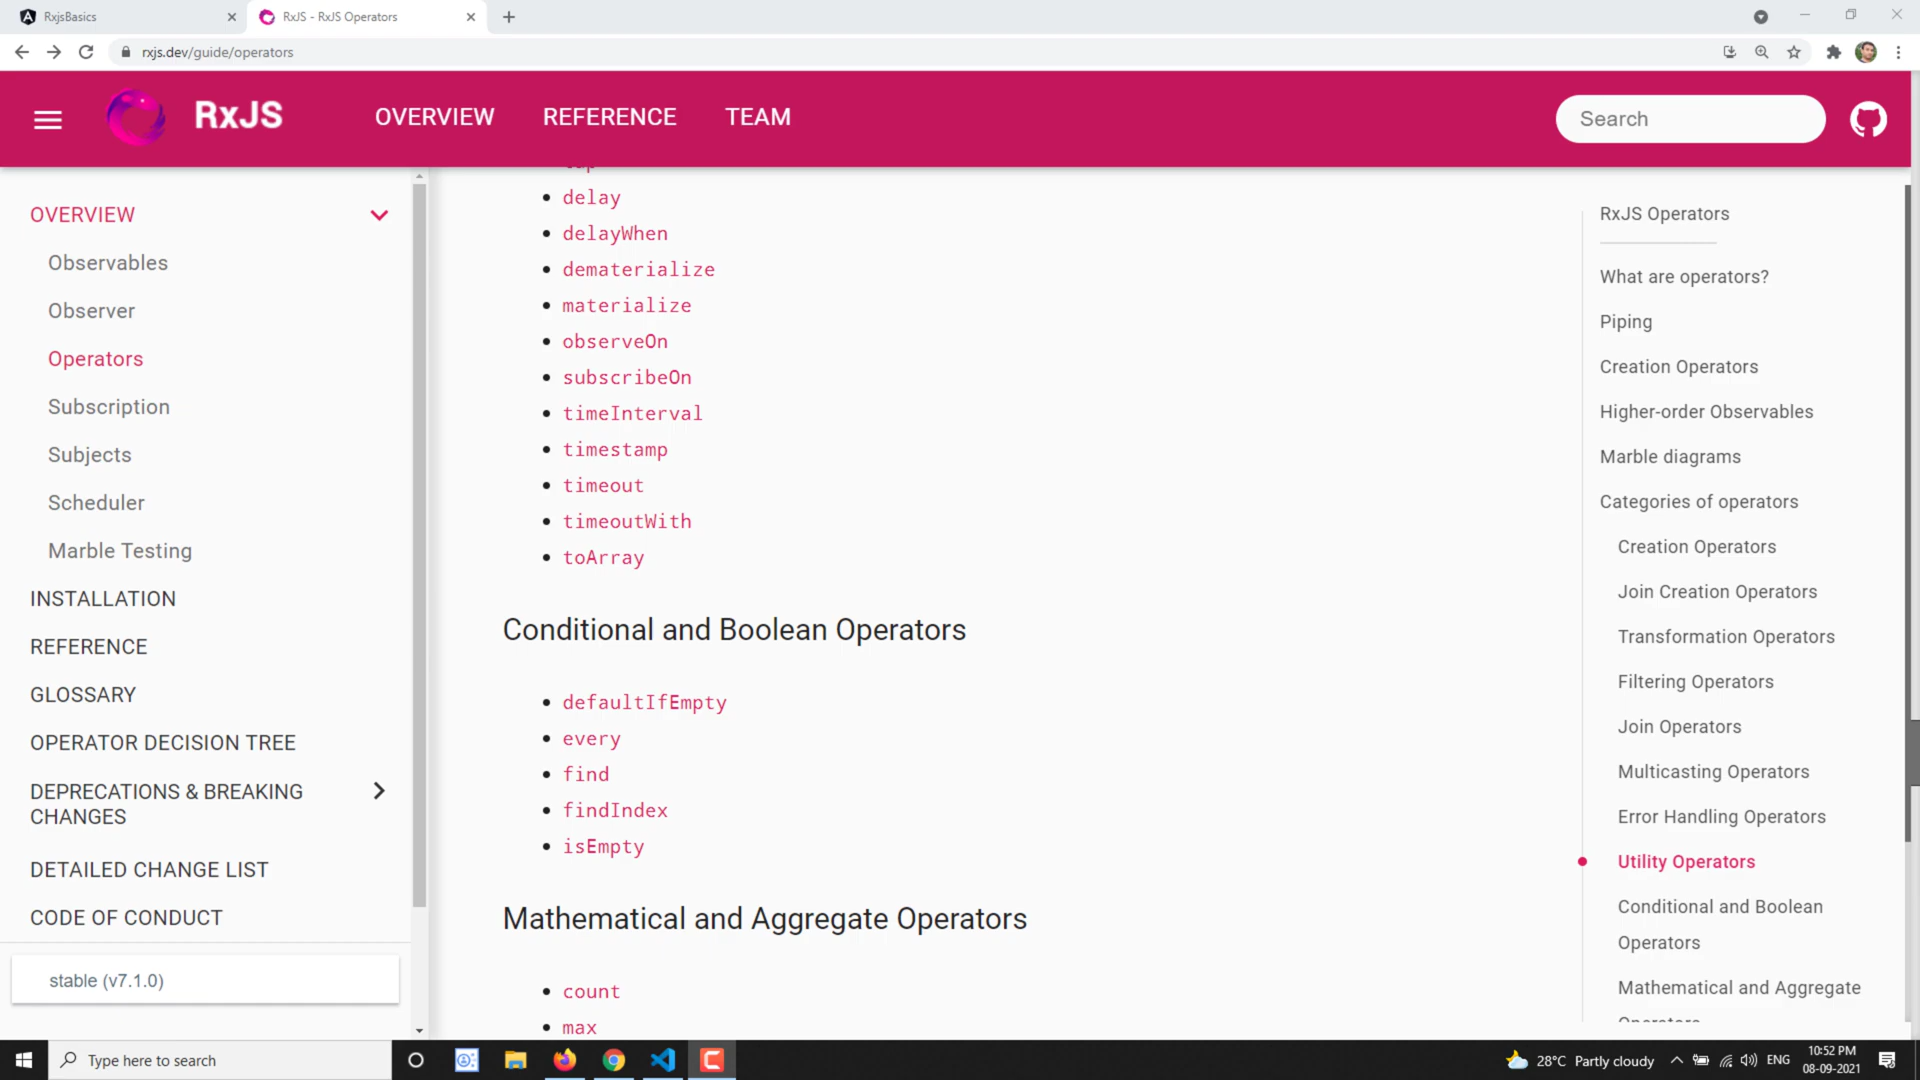 RxjsBasics
RxJS - RxJS Operators
rxjs.dev/guide/operators
RxJS
OVERVIEW
REFERENCE
TEAM
Search
OVERVIEW
Observables
Observer
Operators
Subscription
Subjects
Scheduler
Marble Testing
INSTALLATION
REFERENCE
GLOSSARY
OPERATOR DECISION TREE
DEPRECATIONS & BREAKING
CHANGES
DETAILED CHANGE LIST
CODE OF CONDUCT
stable (v7.1.0)
delay
delayWhen
dematerialize
materialize
observeOn
subscribeOn
timeInterval
timestamp
timeout
timeoutWith
toArray
Conditional and Boolean Operators
defaultIfEmpty
every
find
findIndex
isEmpty
Mathematical and Aggregate Operators
count
max
RxJS Operators
What are operators?
Piping
Creation Operators
Higher-order Observables
Marble diagrams
Categories of operators
Creation Operators
Join Creation Operators
Transformation Operators
Filtering Operators
Join Operators
Multicasting Operators
Error Handling Operators
Utility Operators
Conditional and Boolean
Operators
Mathematical and Aggregate
Type here to search
28°C Partly cloudy
ENG
10:52 PM
08-09-2021